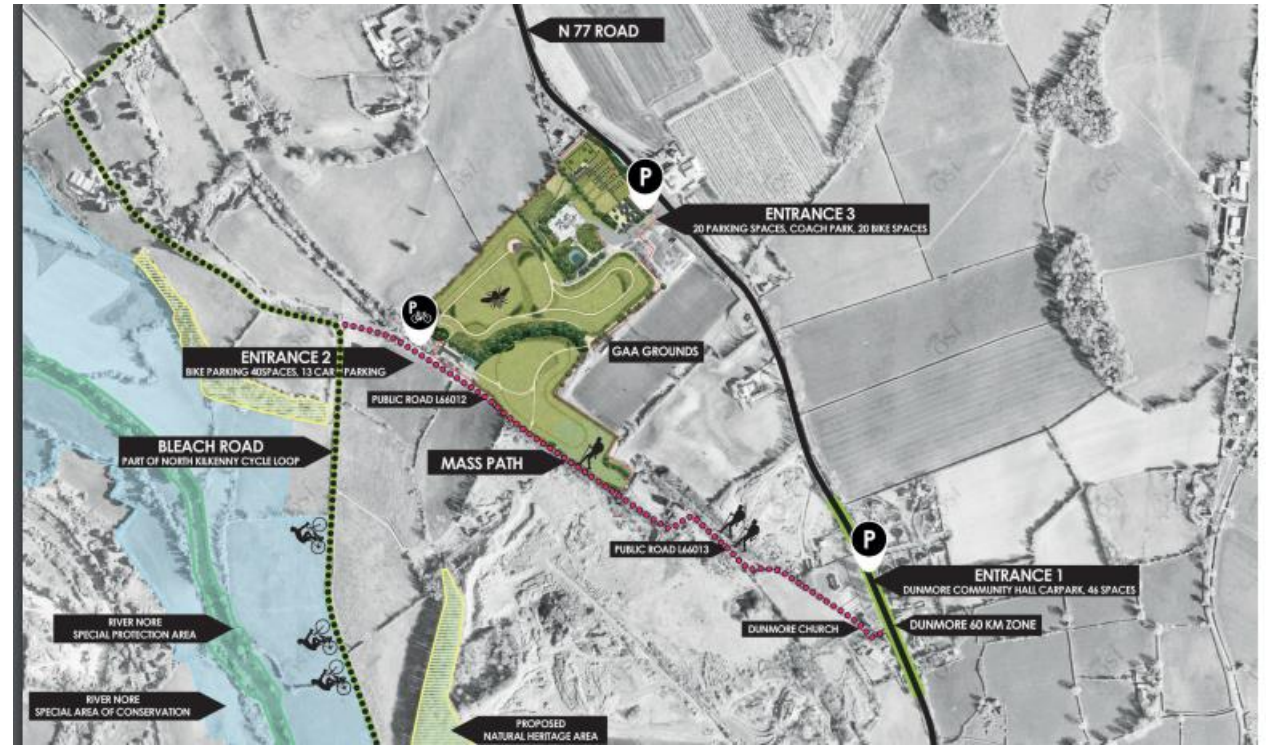 N 77 ROAD
P
ENTRANCE 3
20 PARKING SPACES, COACH PARK, 20 BIKE SPACES
P
ENTRANCE 2
BIKE PARKING 40SPACES, 13 CAR PARKING
GAA GROUNDS
PUBLIC ROAD L66012
BLEACH ROAD
PART OF NORTH KILKENNY CYCLE LOOP
MASS PATH
PUBLIC ROAD L66013
P
ENTRANCE 1
DUNMORE COMMUNITY HALL CARPARK, 46 SPACES
DUNMORE CHURCH
DUNMORE 60 KM ZONE
RIVER NORE
SPECIAL PROTECTION AREA
RIVER NORE
SPECIAL AREA OF CONSERVATION
PROPOSED
NATURAL HERITAGE AREA